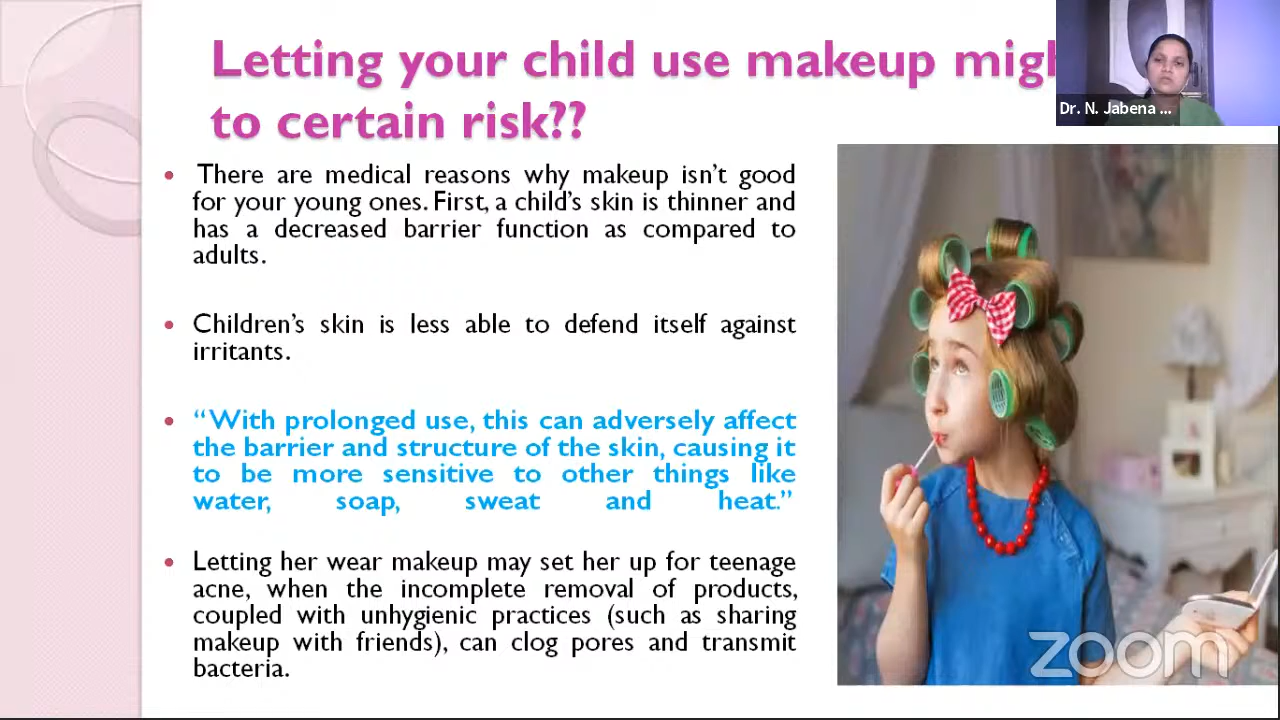 Letting your child use makeup
to certain risk??
Dr. N. Jabena ...
There are medical reasons why makeup isn’t good
for your young ones. First, a child’s skin is thinner and
has a decreased barrier function as compared to
adults.
Children’s skin is less able to defend itself against
irritants.
“With prolonged use, this can adversely affect
the barrier and structure of the skin, causing it
to be more sensitive to other things like
water, soap, sweat and heat.”
Letting her wear makeup may set her up for teenage
acne, when the incomplete removal of products,
coupled with unhygienic practices (such as sharing
makeup with friends), can clog pores and transmit
bacteria.
zoom